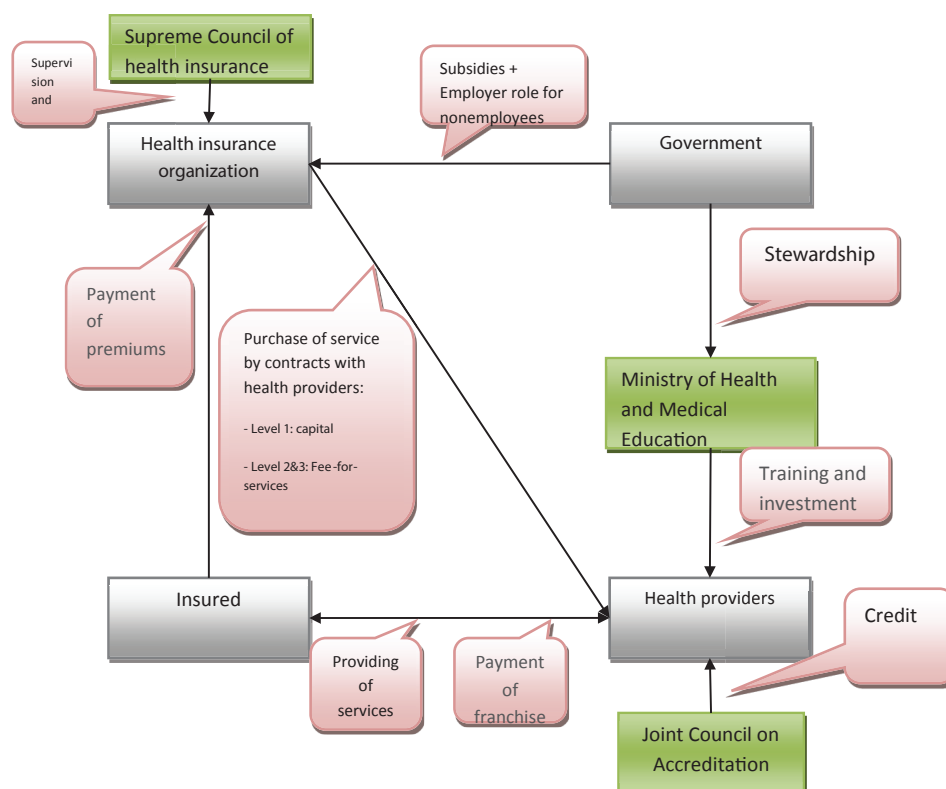 Supreme Council of
health insurance
Supervi
sion
and
Subsidies +
Employer role for
nonemployees
Health insurance
organization
Government
Stewardship
Payment
of
premiums
Purchase of service
by contracts with
health providers:
- Level 1: capital
- Level 2&3: Fee-for-
services
Ministry of Health
and Medical
Education
Training and
investment
Insured
Health providers
Credit
Providing
of
services
Payment
of
franchise
Joint Council on
Accreditation